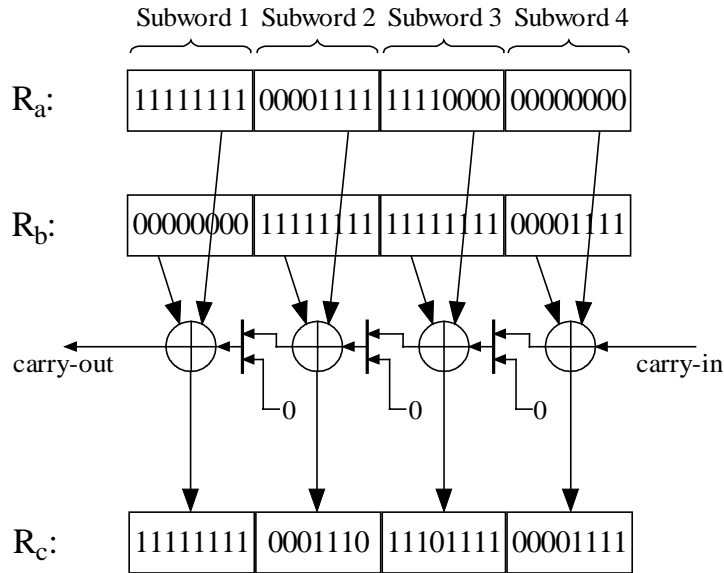 Subword 1 Subword 2 Subword 3 Subword 4
Ra: 11111111 00001111 11110000 00000000
Rb: 00000000 11111111 11111111 00001111
carry-out carry-in
0 0 0
Rc: 11111111 0001110 11101111 00001111